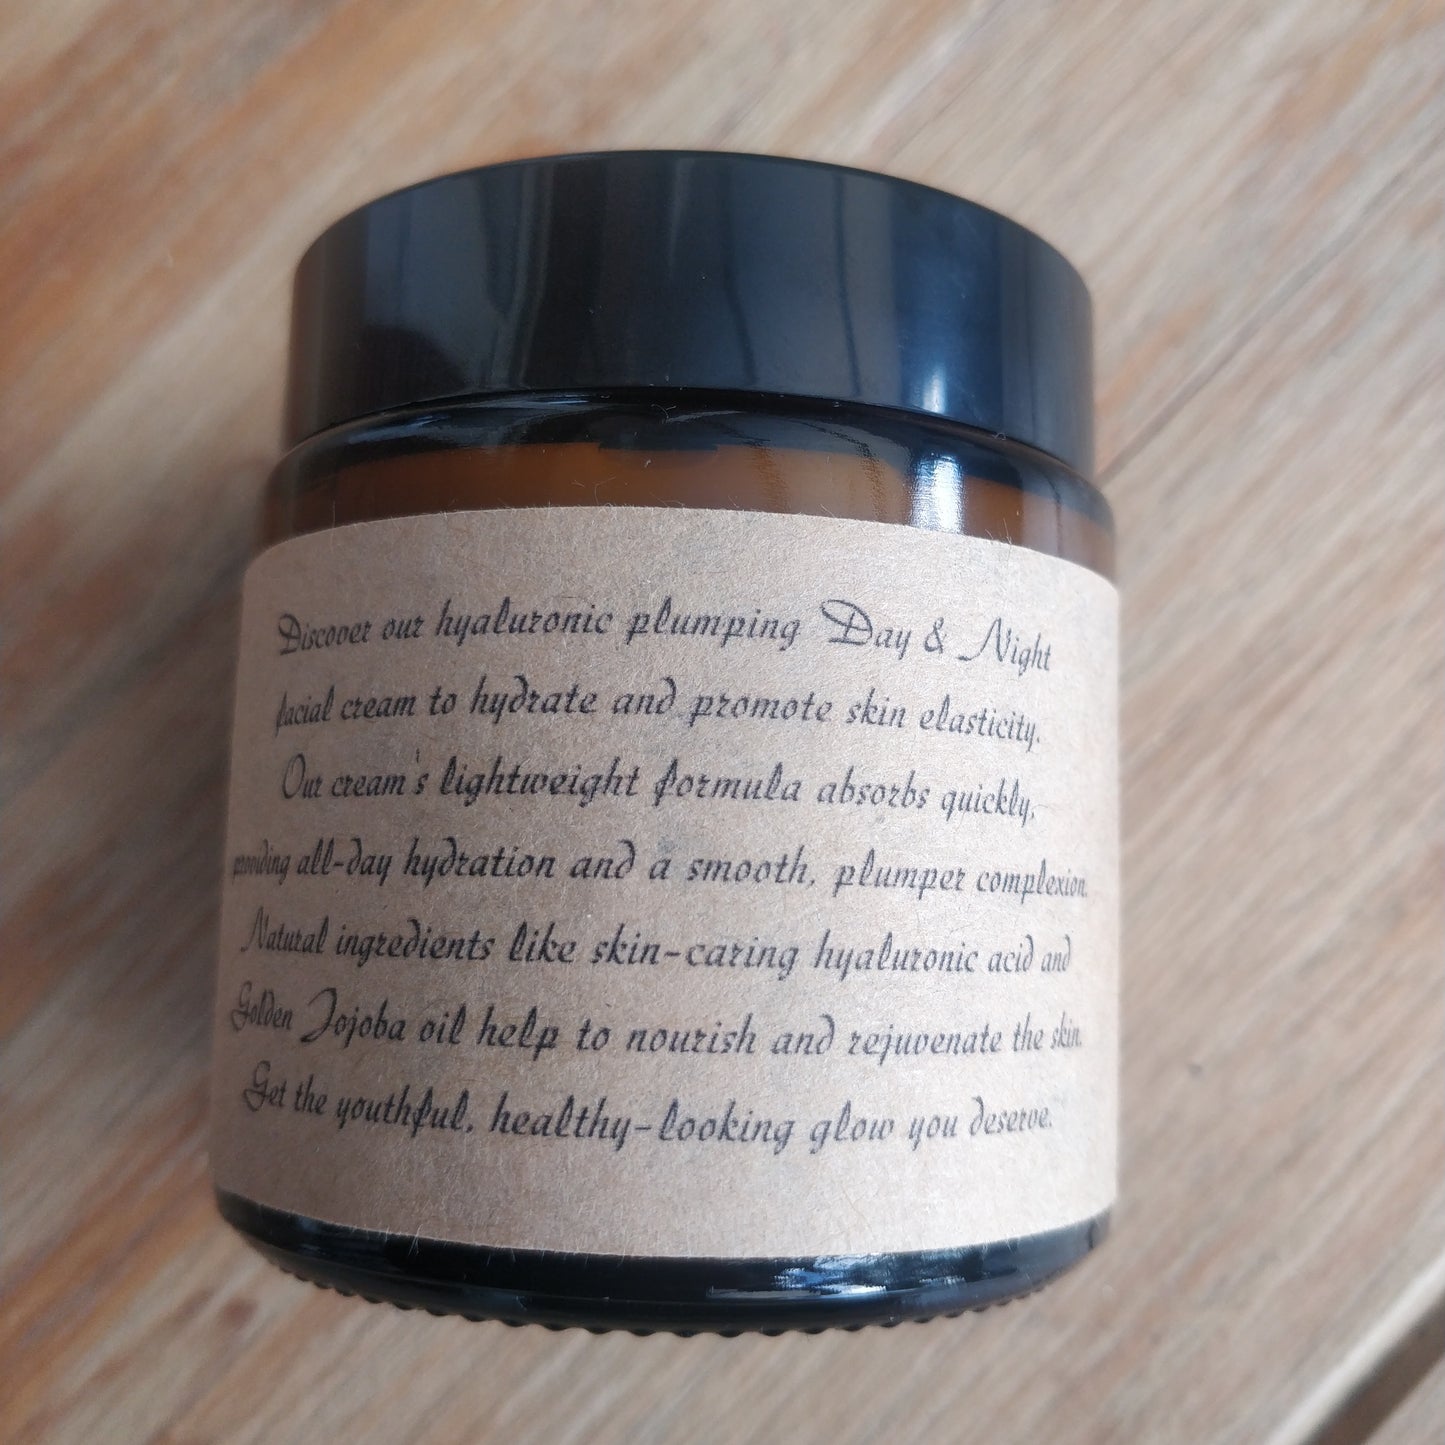 Discover our hyaluronic plumping Day & Night
facial cream to hydrate and promote skin elasticity.
Our cream's lightweight formula absorbs quickly,
providing all-day hydration and a smooth, plumper complexion.
Natural ingredients like skin-caring hyaluronic acid and
Golden Jojoba oil help to nourish and rejuvenate the skin.
Get the youthful, healthy-looking glow you deserve.